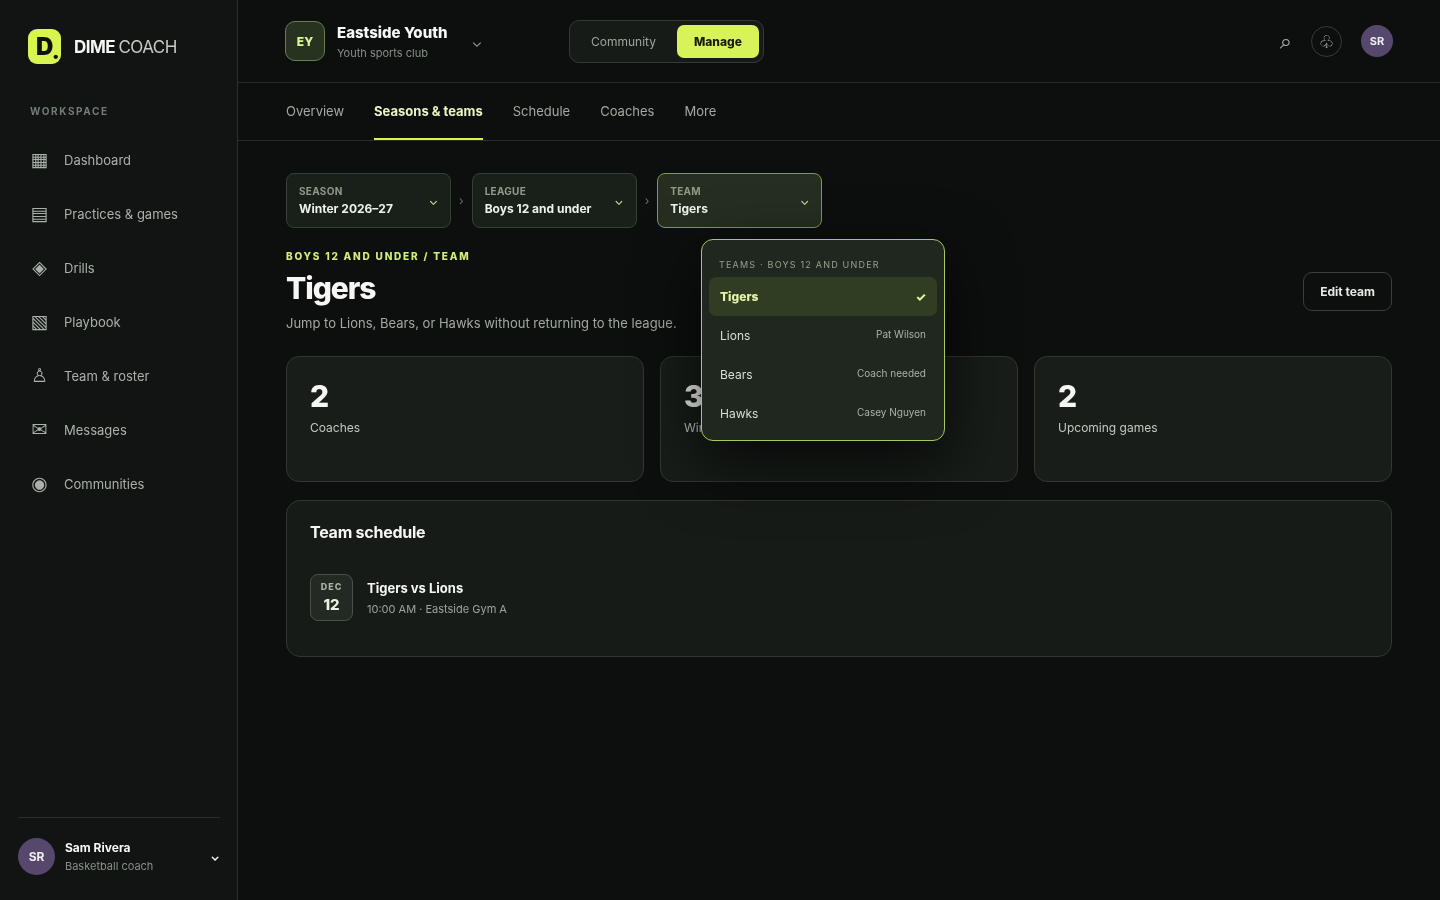 D.
DIME COACH
WORKSPACE
Dashboard
Practices & games
Drills
Playbook
Team & roster
Messages
Communities
SR
Sam Rivera
Basketball coach
EY
Eastside Youth
Youth sports club
Community
Manage
SR
Overview
Seasons & teams
Schedule
Coaches
More
SEASON
Winter 2026–27
›
LEAGUE
Boys 12 and under
›
TEAM
Tigers
BOYS 12 AND UNDER / TEAM
Tigers
Jump to Lions, Bears, or Hawks without returning to the league.
Edit team
TEAMS · BOYS 12 AND UNDER
Tigers ✓
Lions Pat Wilson
Bears Coach needed
Hawks Casey Nguyen
2
Coaches
3
2
Upcoming games
Team schedule
DEC
12
Tigers vs Lions
10:00 AM · Eastside Gym A